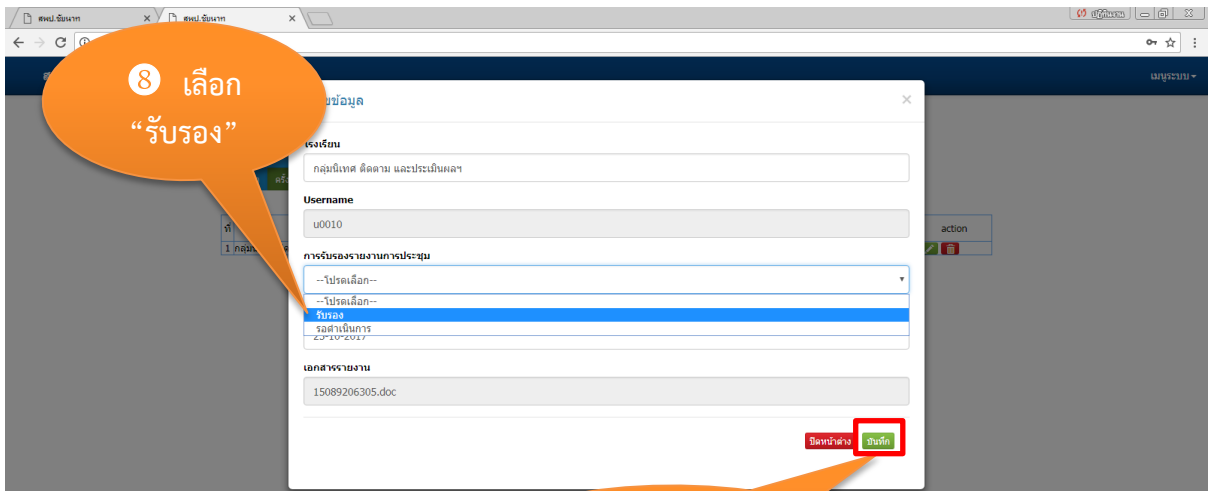 สพป.ชัยนาท
สพป.ชัยนาท
เมนูระบบ
8 เลือก
“รับรอง”
ข้อมูล
โรงเรียน
กลุ่มนิเทศ ติดตาม และประเมินผลฯ
Username
u0010
ที่
action
1
การรับรองรายงานการประชุม
--โปรดเลือก--
--โปรดเลือก--
รับรอง
รอดำเนินการ
25-10-2017
เอกสารรายงาน
15089206305.doc
ปิดหน้าต่าง บันทึก